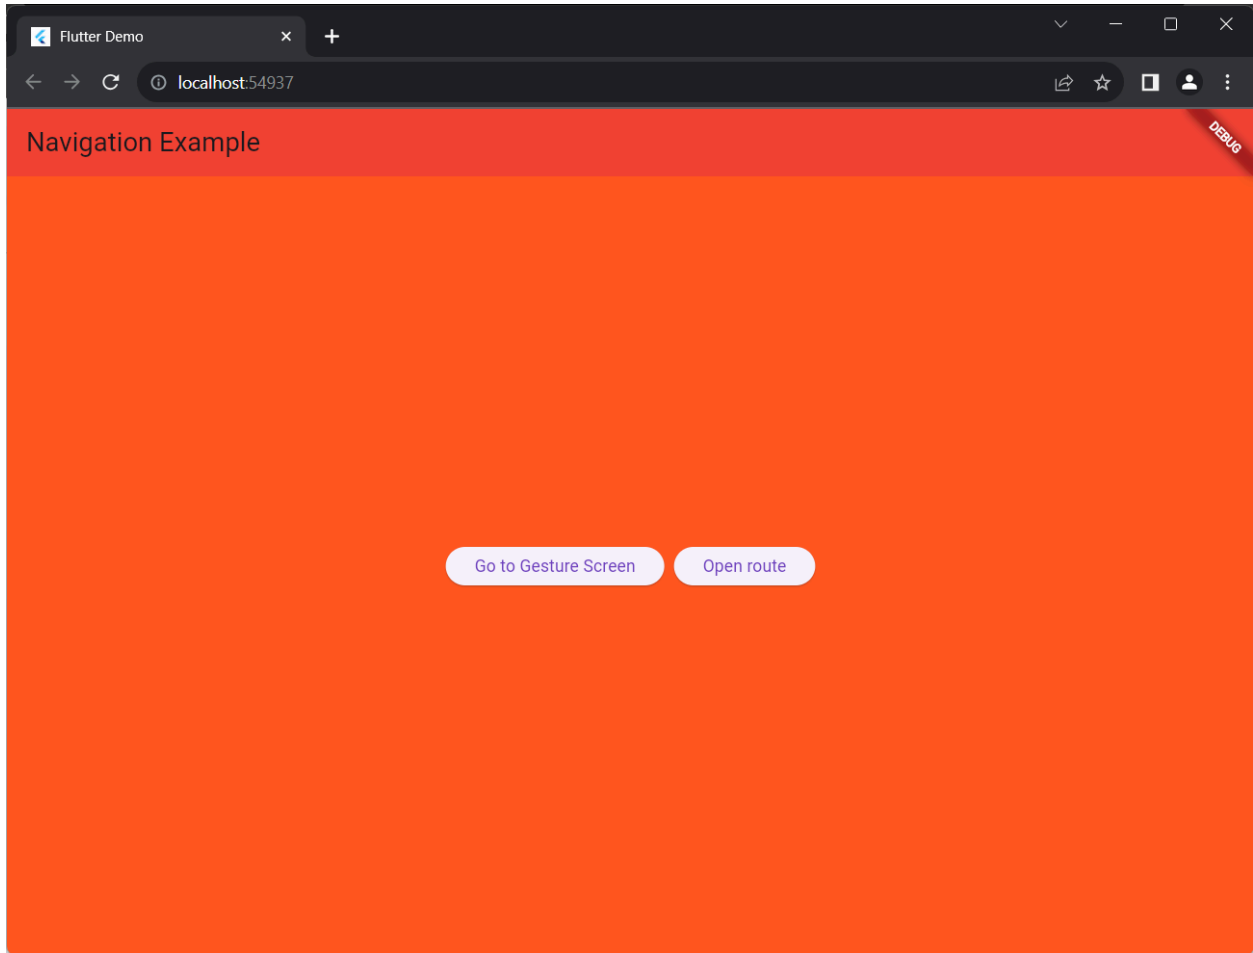 Flutter Demo
localhost:54937
Navigation Example
DEBUG
Go to Gesture Screen
Open route